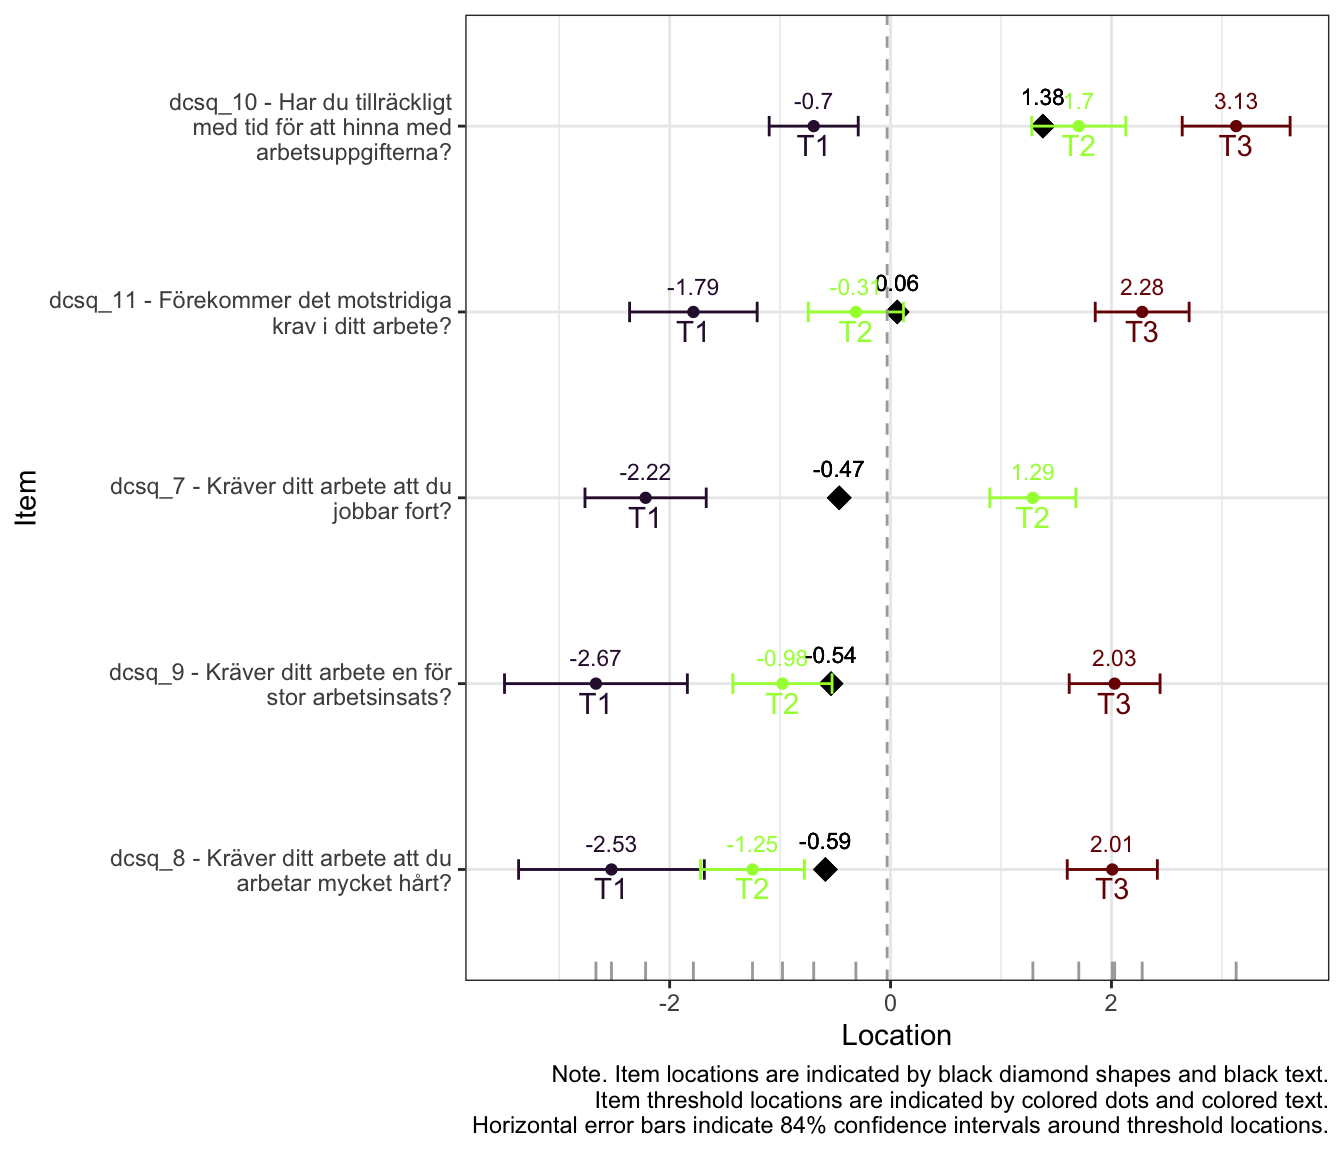 dcsq_10 - Har du tillräckligt
med tid för att hinna med
arbetsuppgifterna?
-0.7
1.38
1.7
3.13
T1
T2
T3
dcsq_11 - Förekommer det motstridiga
krav i ditt arbete?
-1.79
-0.31
0.06
2.28
T1
T2
T3
Item
dcsq_7 - Kräver ditt arbete att du
jobbar fort?
-2.22
-0.47
1.29
T1
T2
dcsq_9 - Kräver ditt arbete en för
stor arbetsinsats?
-2.67
-0.98
-0.54
2.03
T1
T2
T3
dcsq_8 - Kräver ditt arbete att du
arbetar mycket hårt?
-2.53
-1.25
-0.59
2.01
T1
T2
T3
-2
0
2
Location
Note. Item locations are indicated by black diamond shapes and black text.
Item threshold locations are indicated by colored dots and colored text.
Horizontal error bars indicate 84% confidence intervals around threshold locations.